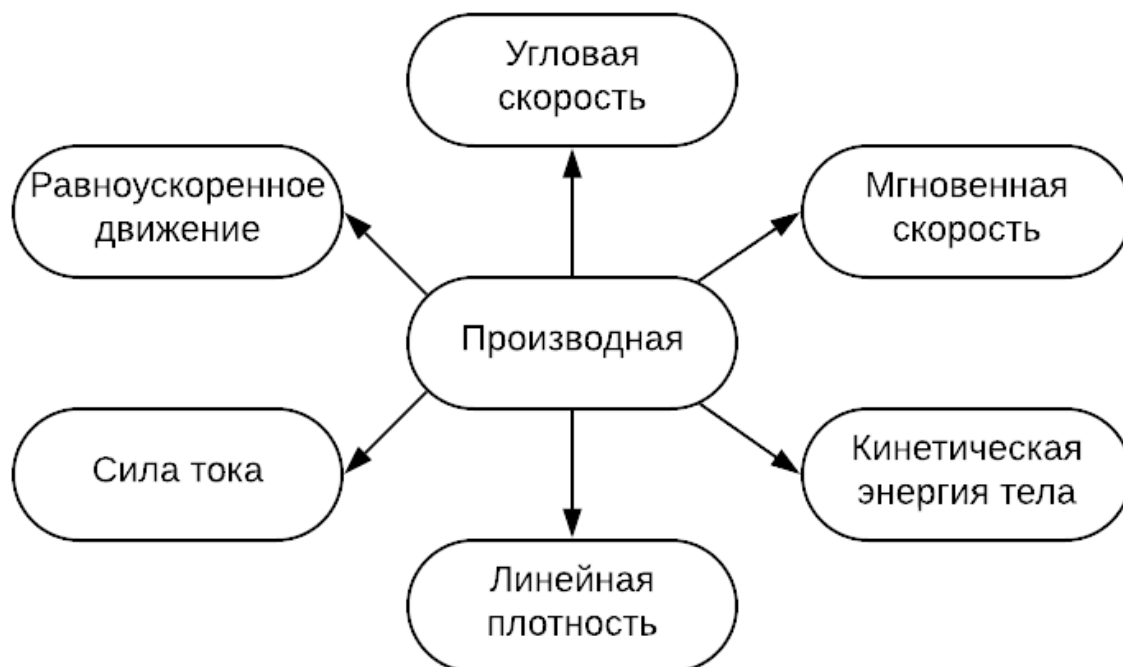 Угловая
скорость
Равноускоренное
движение
Мгновенная
скорость
Производная
Сила тока
Кинетическая
энергия тела
Линейная
плотность